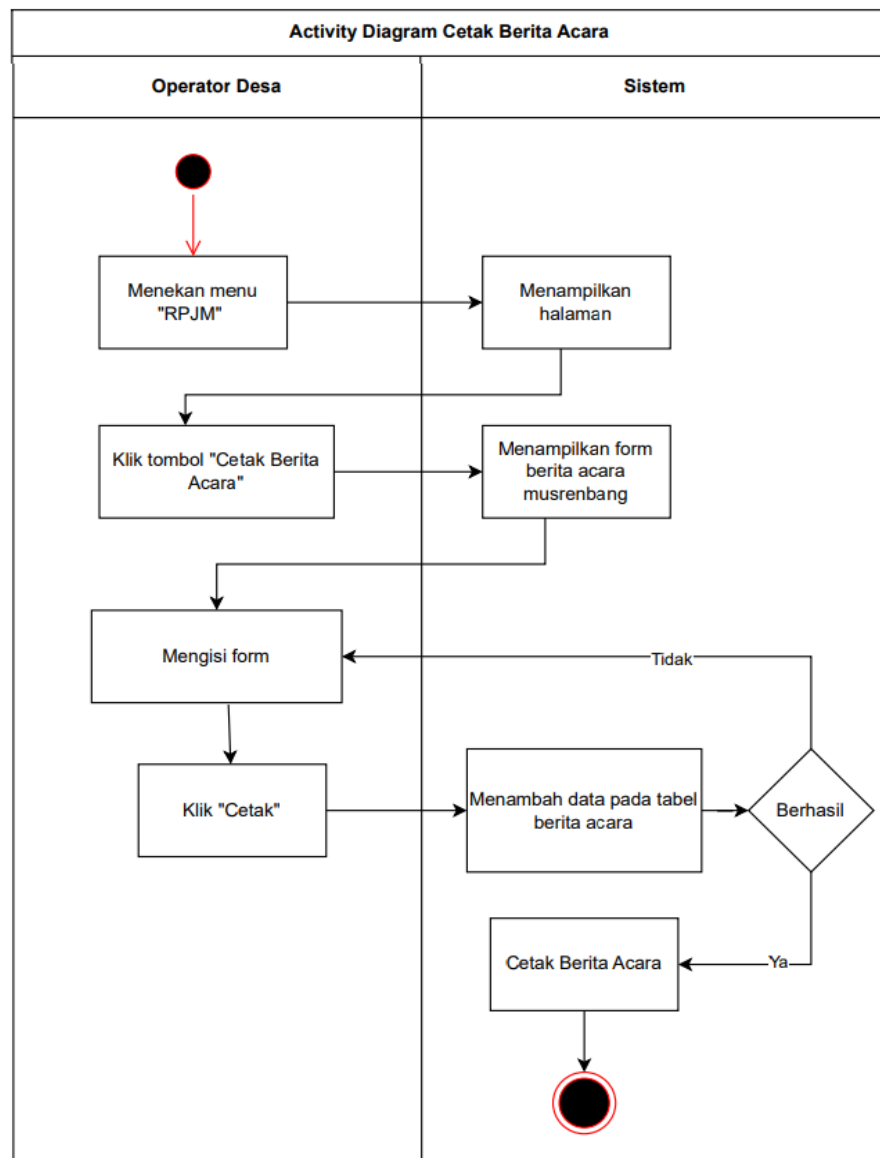 Activity Diagram Cetak Berita Acara
Operator Desa
Sistem
Menekan menu
"RPJM"
Menampilkan
halaman
Klik tombol "Cetak Berita
Acara"
Menampilkan form
berita acara
musrenbang
Mengisi form
Tidak
Klik "Cetak"
Menambah data pada tabel
berita acara
Berhasil
Cetak Berita Acara
Ya